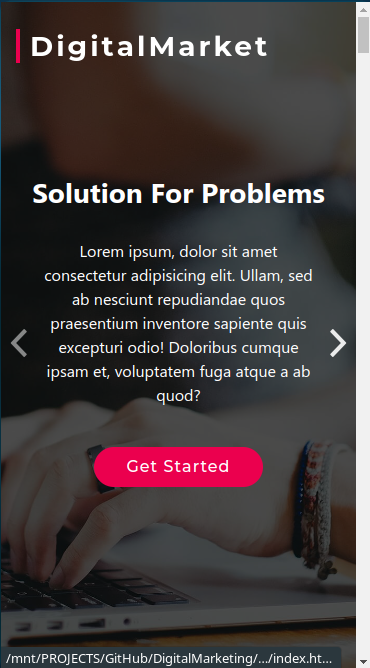 DigitalMarket
Solution For Problems
Lorem ipsum, dolor sit amet
consectetur adipisicing elit. Ullam, sed
ab nesciunt repudiandae quos
praesentium inventore sapiente quis
excepturi odio! Doloribus cumque
ipsam et, voluptatem fuga atque a ab
quod?
Get Started
/mnt/PROJECTS/GitHub/DigitalMarketing/.../index.ht...